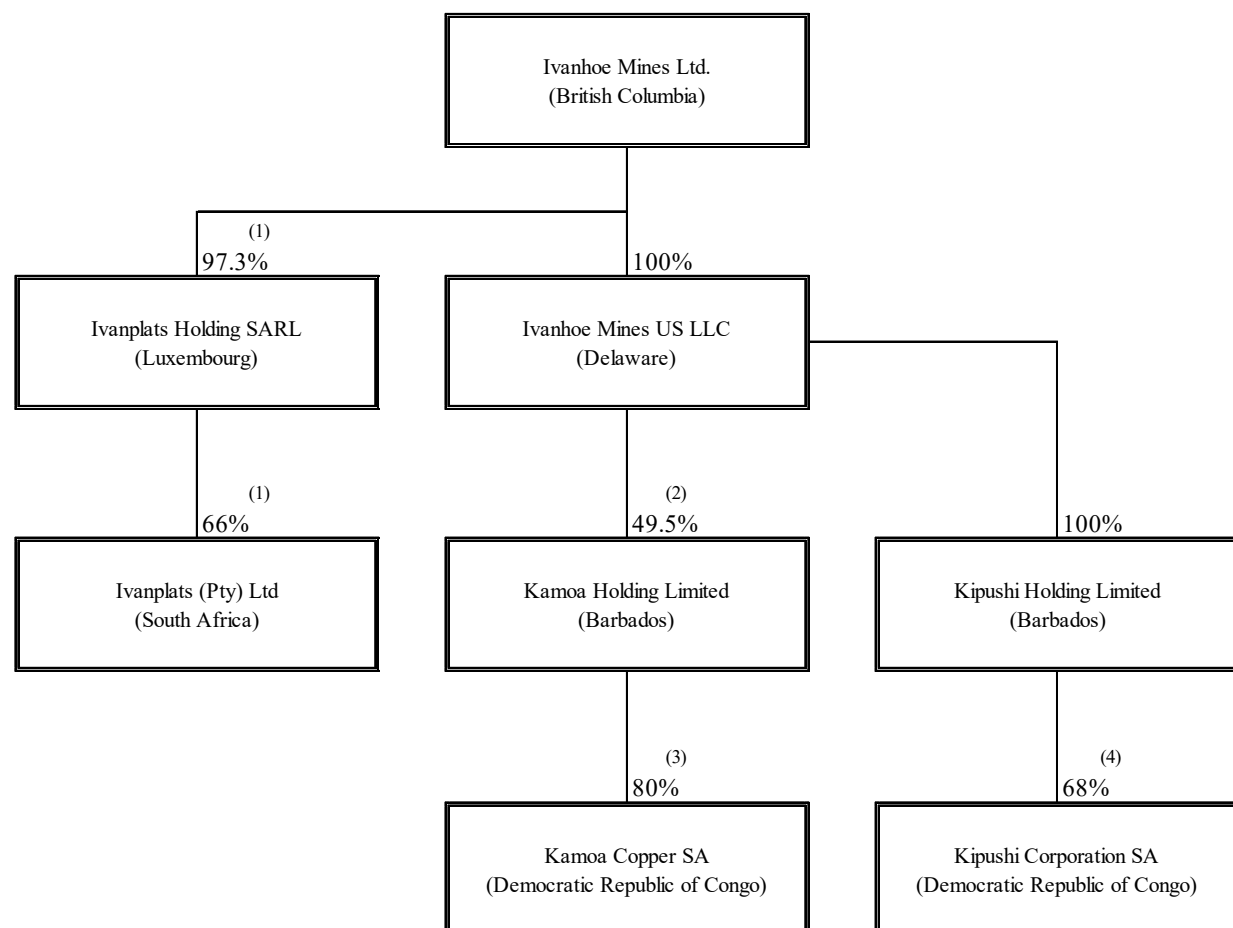 Ivanhoe Mines Ltd.
(British Columbia)
(1)
97.3%
100%
Ivanplats Holding SARL
(Luxembourg)
Ivanhoe Mines US LLC
(Delaware)
(1)
66%
(2)
49.5%
100%
Ivanplats (Pty) Ltd
(South Africa)
Kamoa Holding Limited
(Barbados)
Kipushi Holding Limited
(Barbados)
(3)
80%
(4)
68%
Kamoa Copper SA
(Democratic Republic of Congo)
Kipushi Corporation SA
(Democratic Republic of Congo)